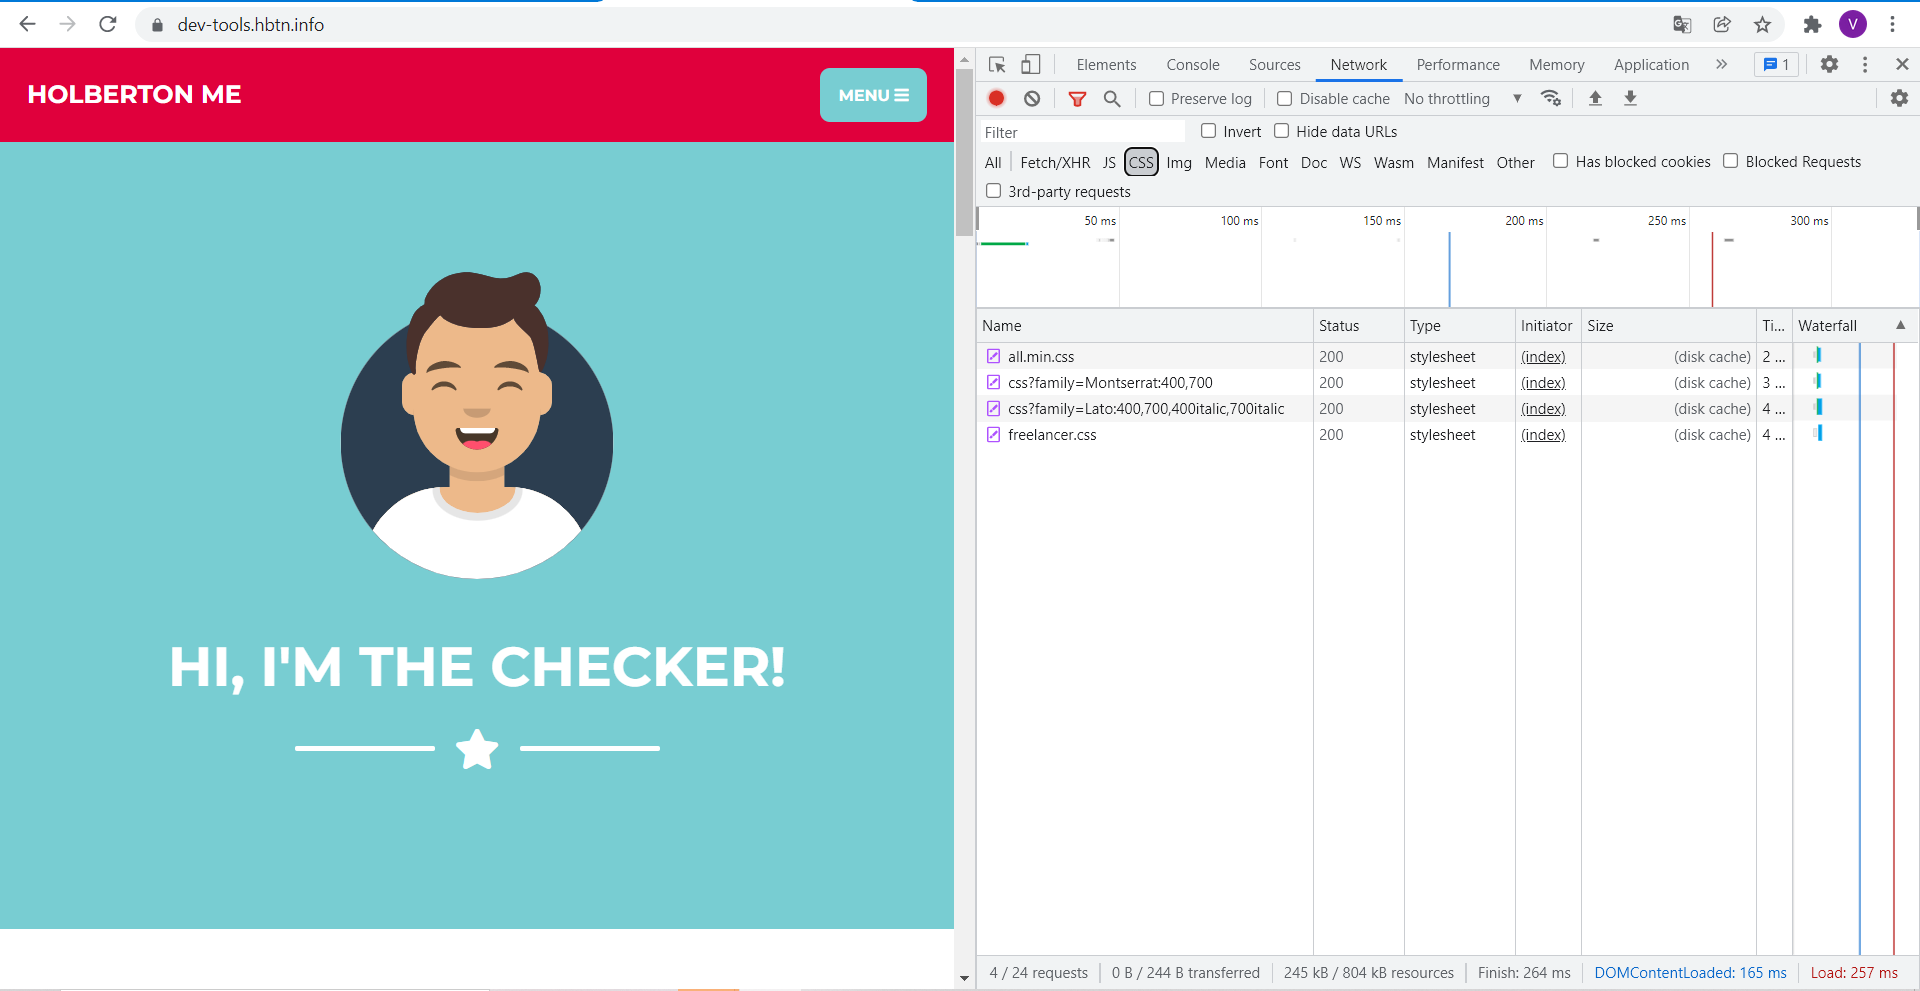 dev-tools.hbtn.info
V
HOLBERTON ME
MENU
HI, I'M THE CHECKER!
Elements Console Sources Network Performance Memory Application » 1
Preserve log Disable cache No throttling
Filter Invert Hide data URLs
All Fetch/XHR JS CSS Img Media Font Doc WS Wasm Manifest Other Has blocked cookies Blocked Requests
3rd-party requests
50 ms 100 ms 150 ms 200 ms 250 ms 300 ms
Name Status Type Initiator Size Ti... Waterfall
all.min.css 200 stylesheet (index) (disk cache) 2 ...
css?family=Montserrat:400,700 200 stylesheet (index) (disk cache) 3 ...
css?family=Lato:400,700,400italic,700italic 200 stylesheet (index) (disk cache) 4 ...
freelancer.css 200 stylesheet (index) (disk cache) 4 ...
4 / 24 requests 0 B / 244 B transferred 245 kB / 804 kB resources Finish: 264 ms DOMContentLoaded: 165 ms Load: 257 ms